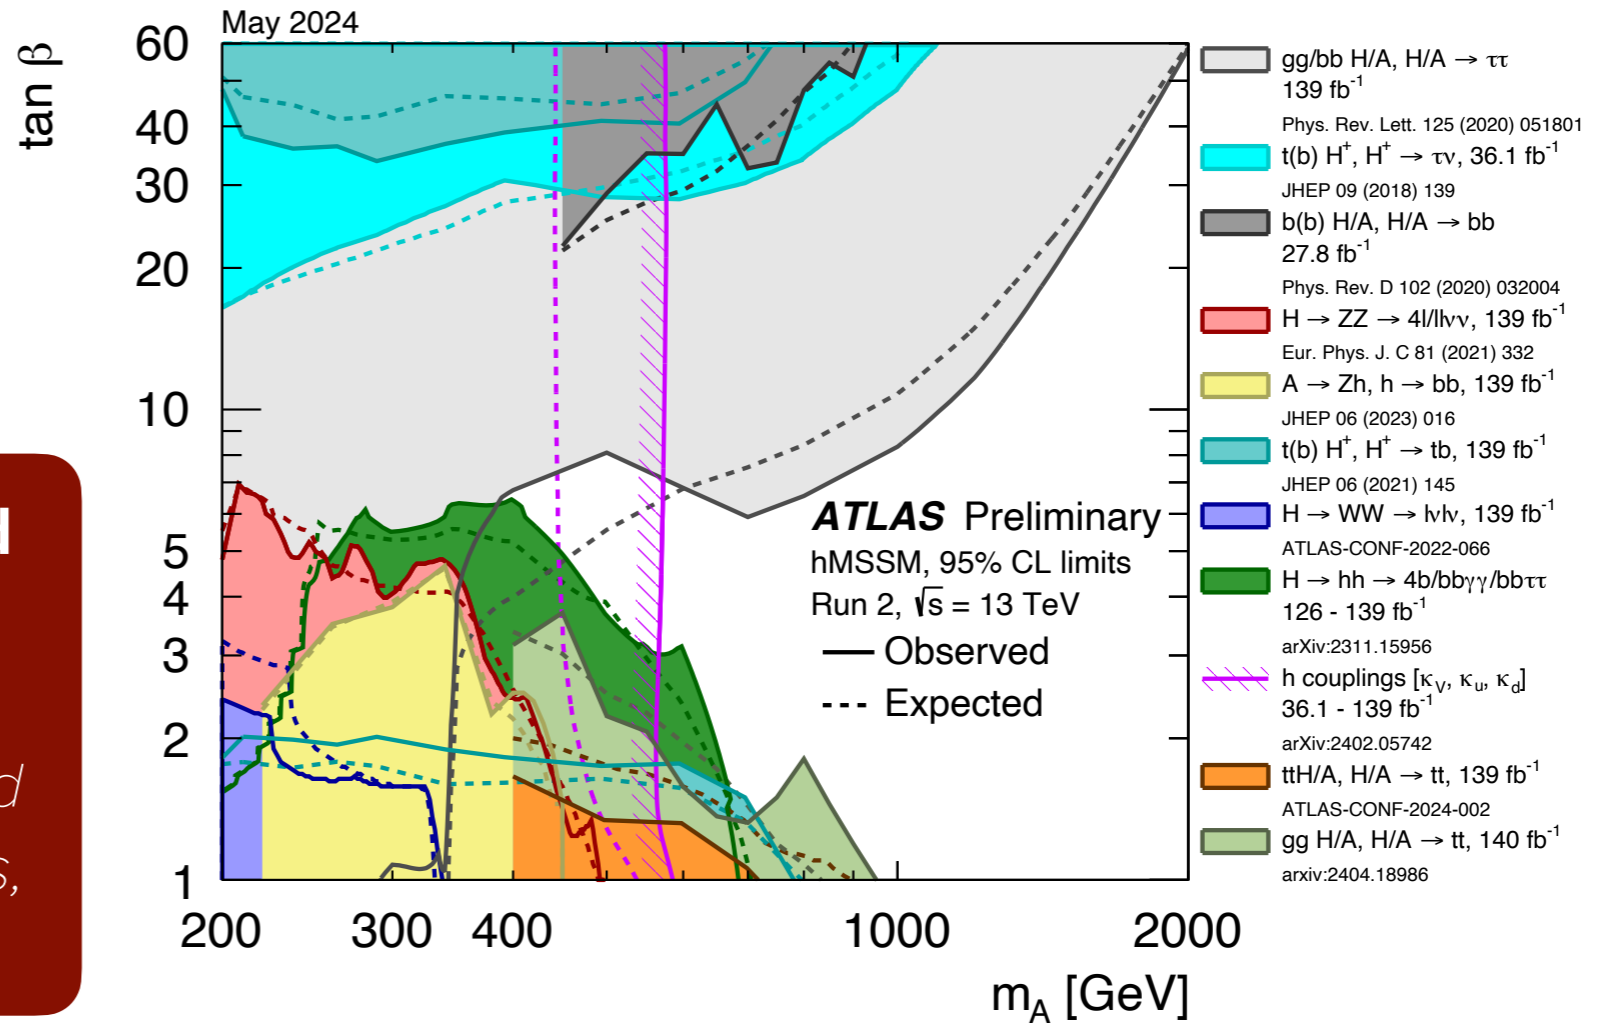 May 2024
tan β
60
40
30
20
10
5
4
3
2
1
200
300
400
1000
2000
m_A [GeV]
ATLAS Preliminary
hMSSM, 95% CL limits
Run 2, √s = 13 TeV
Observed
Expected
gg/bb H/A, H/A → ττ
139 fb⁻¹
Phys. Rev. Lett. 125 (2020) 051801
t(b) H⁺, H⁺ → τν, 36.1 fb⁻¹
JHEP 09 (2018) 139
b(b) H/A, H/A → bb
27.8 fb⁻¹
Phys. Rev. D 102 (2020) 032004
H → ZZ → 4l/llνν, 139 fb⁻¹
Eur. Phys. J. C 81 (2021) 332
A → Zh, h → bb, 139 fb⁻¹
JHEP 06 (2023) 016
t(b) H⁺, H⁺ → tb, 139 fb⁻¹
JHEP 06 (2021) 145
H → WW → lνlν, 139 fb⁻¹
ATLAS-CONF-2022-066
H → hh → 4b/bbγγ/bbττ
126 - 139 fb⁻¹
arXiv:2311.15956
h couplings [κ_V, κ_u, κ_d]
36.1 - 139 fb⁻¹
arXiv:2402.05742
ttH/A, H/A → tt, 139 fb⁻¹
ATLAS-CONF-2024-002
gg H/A, H/A → tt, 140 fb⁻¹
arxiv:2404.18986